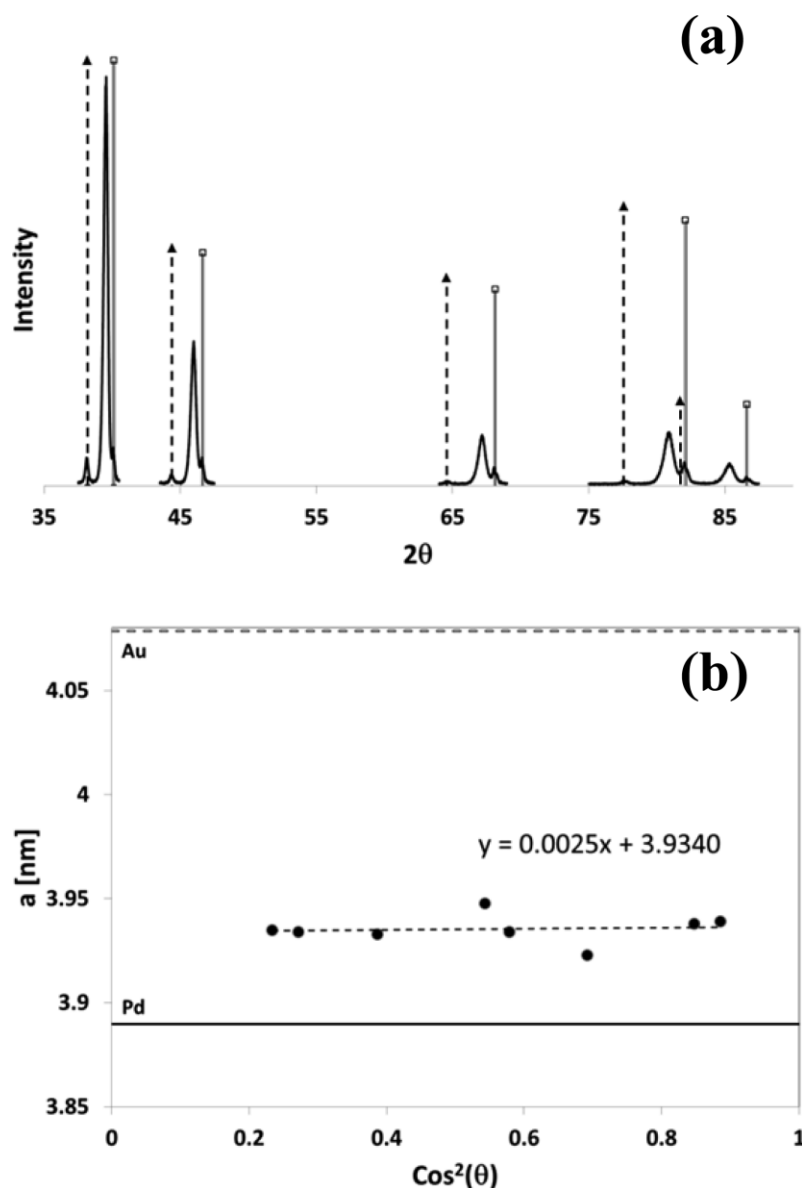 (a)
Intensity
35 45 55 65 75 85
2θ
(b)
Au
4.05
4
a [nm]
y = 0.0025x + 3.9340
3.95
3.9
Pd
3.85
0 0.2 0.4 0.6 0.8 1
Cos²(θ)